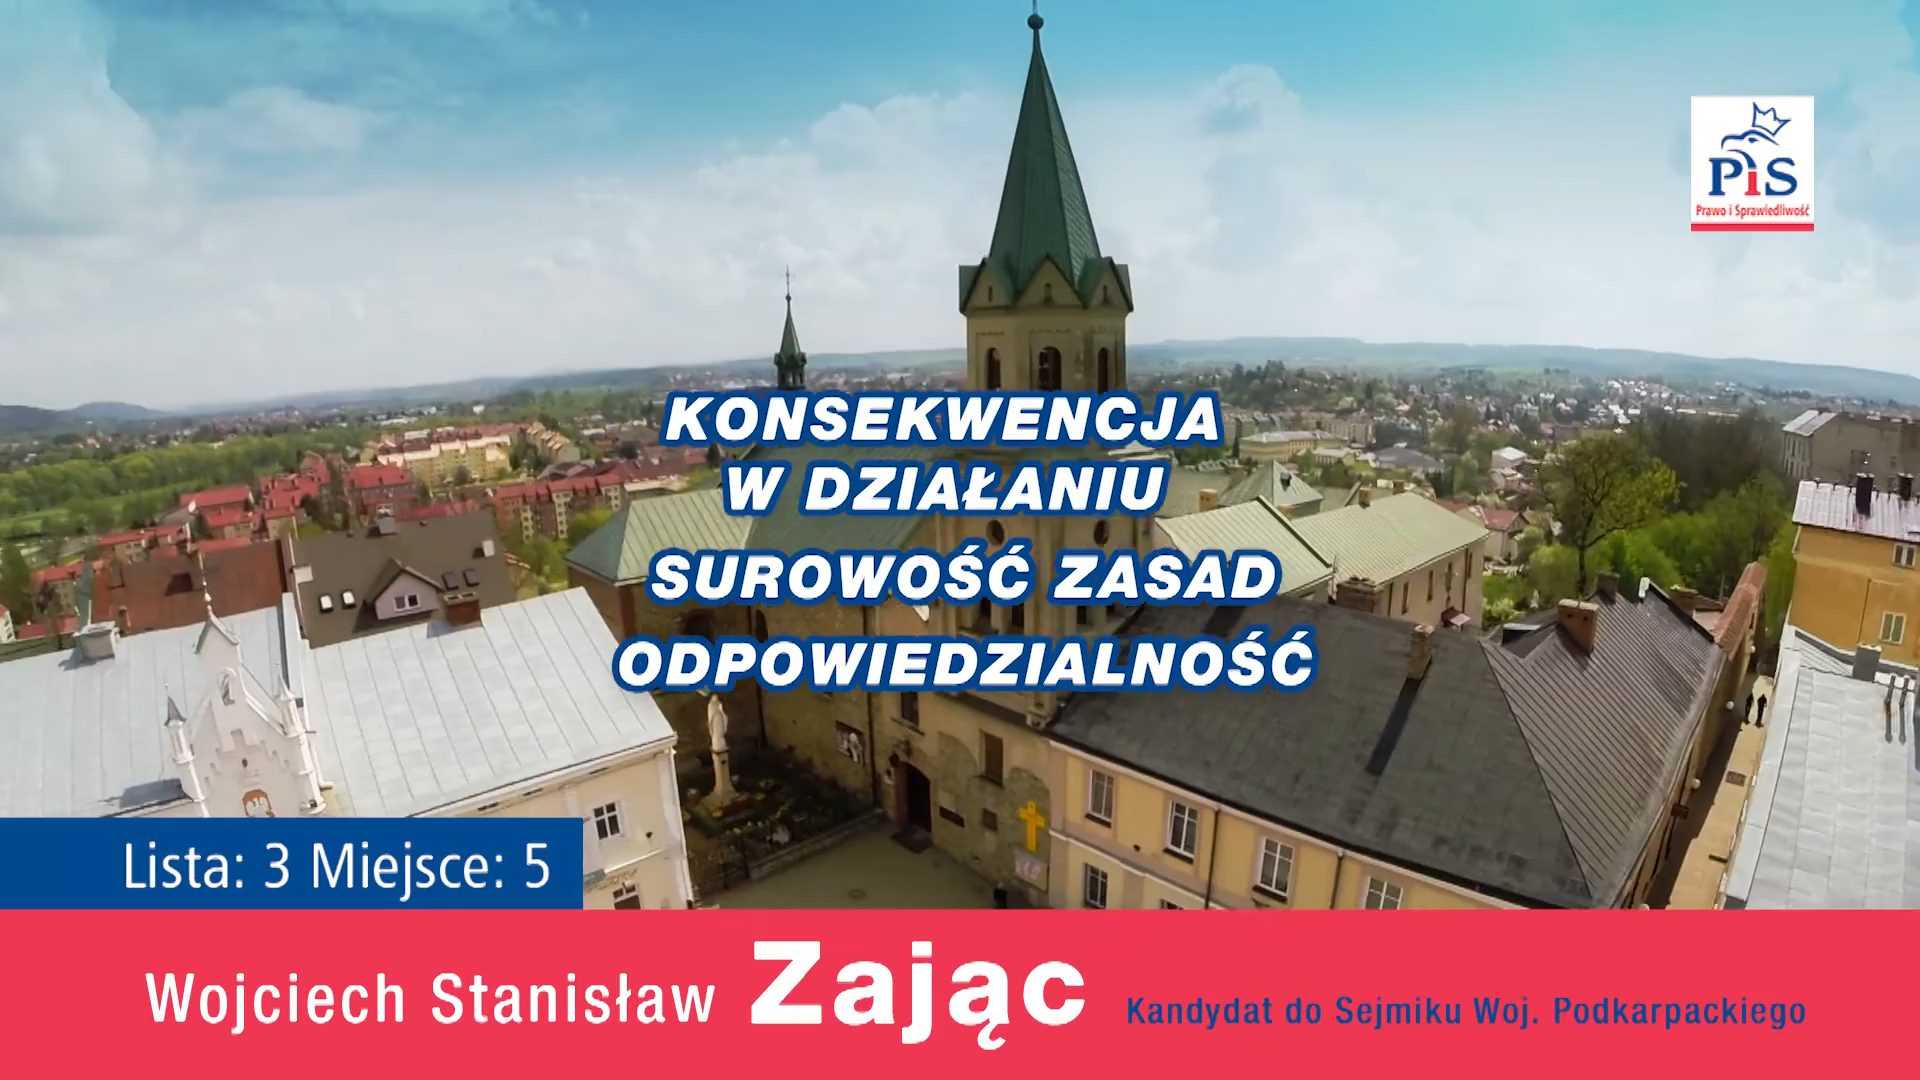 PiS
Prawo i Sprawiedliwość
KONSEKWENCJA
W DZIAŁANIU
SUROWOŚĆ ZASAD
ODPOWIEDZIALNOŚĆ
Lista: 3 Miejsce: 5
Wojciech Stanisław Zając Kandydat do Sejmiku Woj. Podkarpackiego